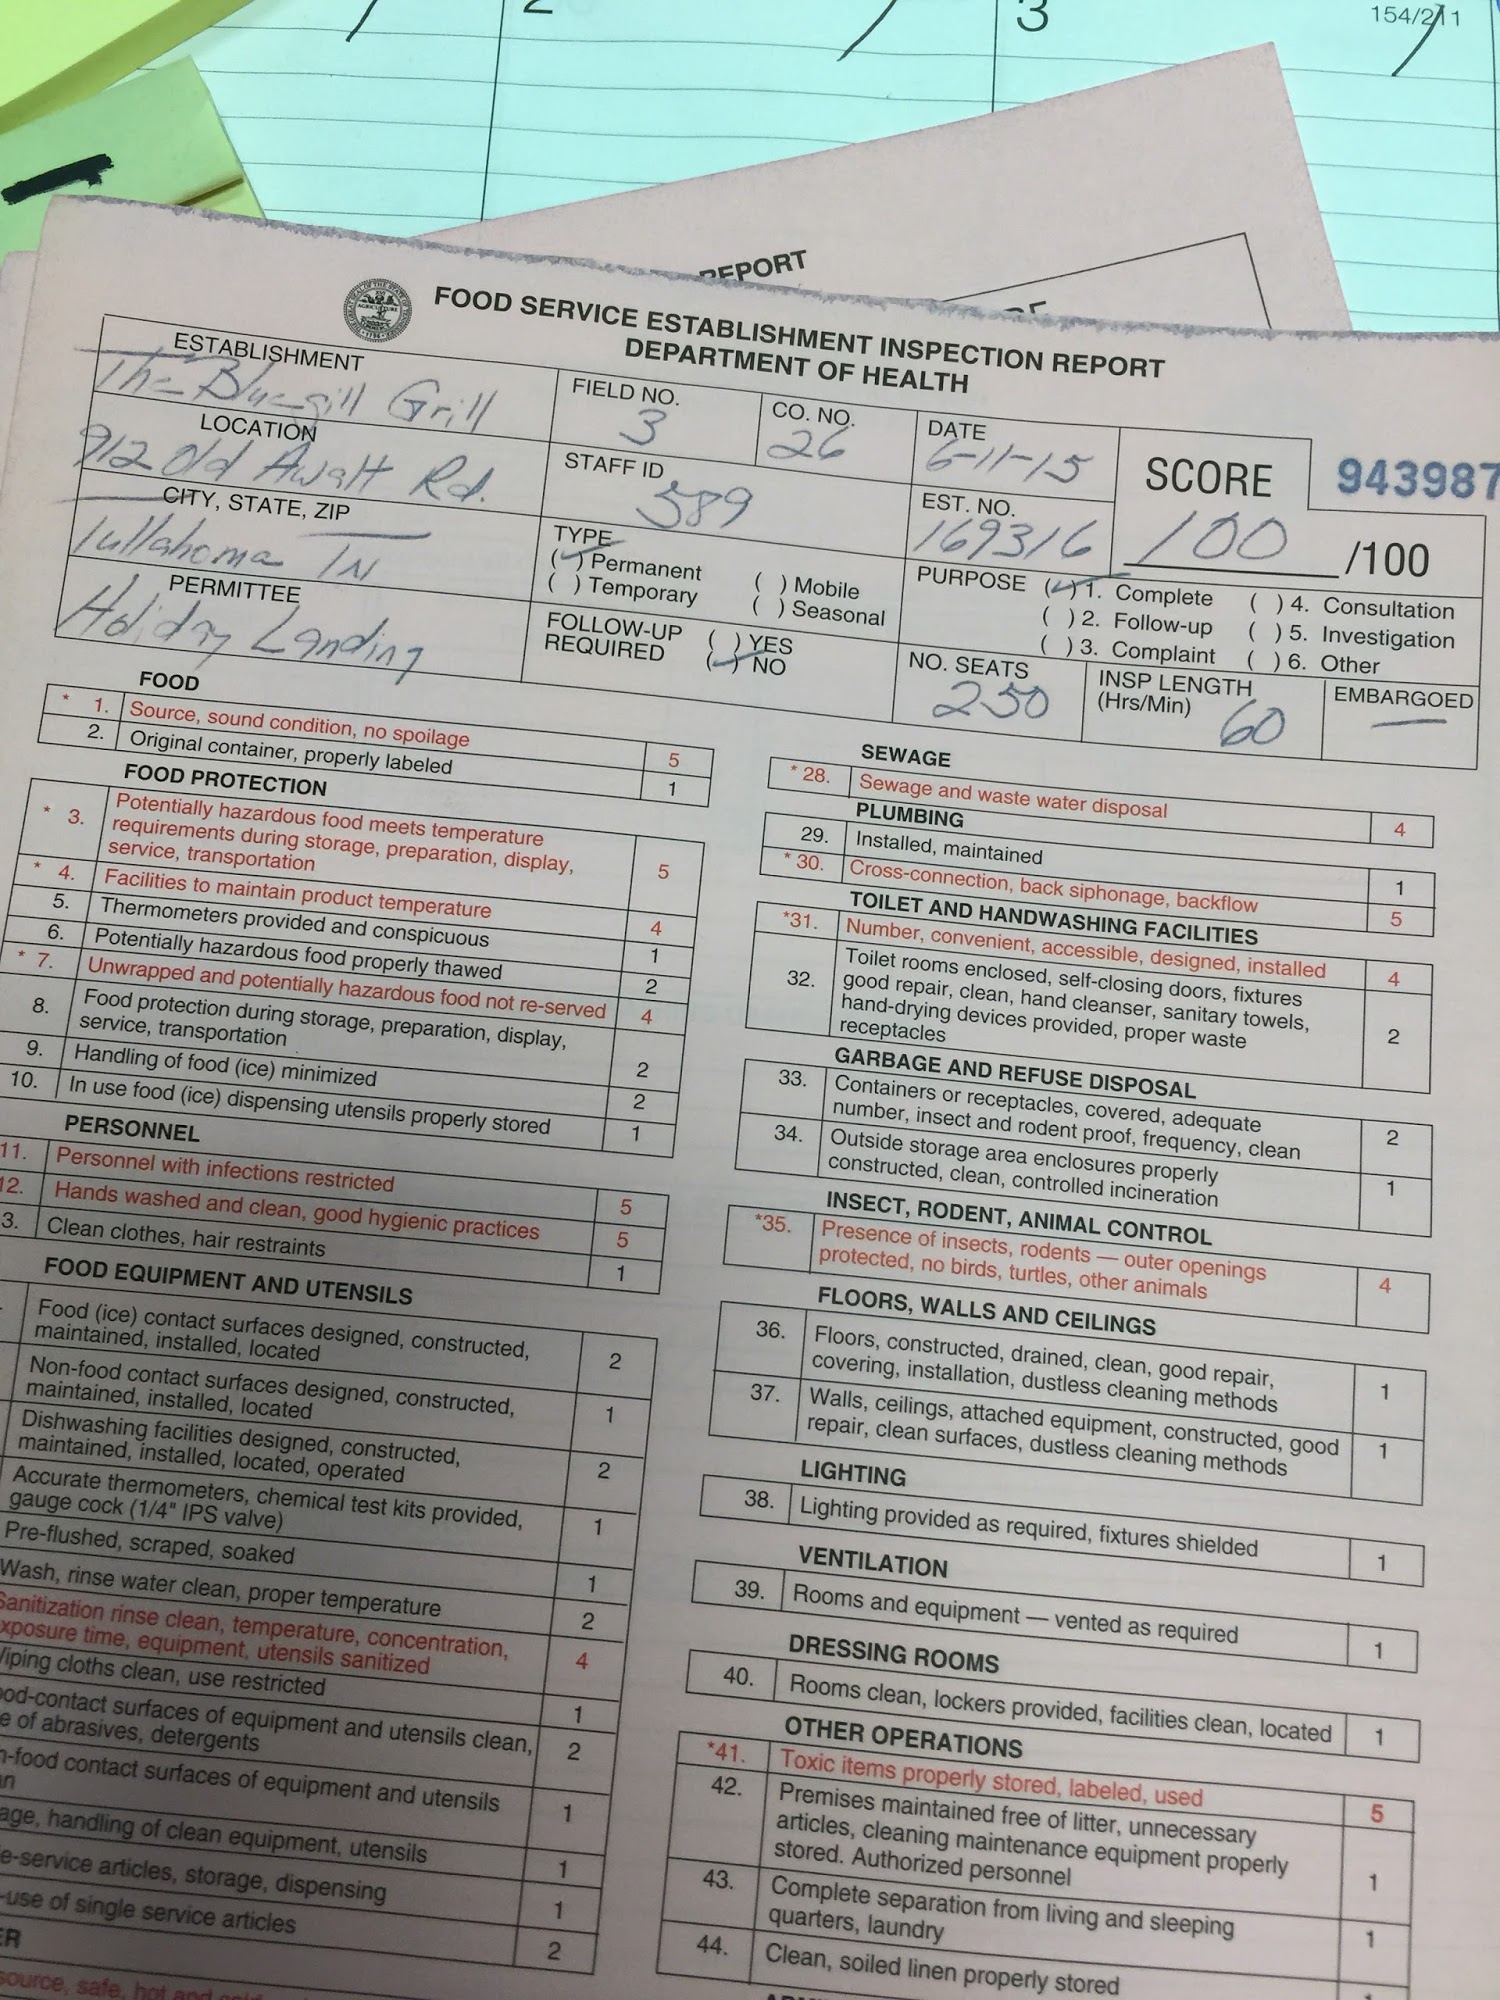 2
3
154/211
REPORT
FOOD SERVICE ESTABLISHMENT INSPECTION REPORT
DEPARTMENT OF HEALTH
ESTABLISHMENT
The Bluegill Grill
LOCATION
912 Old Awalt Rd.
CITY, STATE, ZIP
Tullahoma TN
PERMITTEE
Holiday Landing
FIELD NO.
3
CO. NO.
26
DATE
6-11-15
STAFF ID
589
EST. NO.
169316
SCORE
100 /100
943987
TYPE
(✓) Permanent ( ) Mobile
( ) Temporary ( ) Seasonal
PURPOSE (✓) 1. Complete ( ) 4. Consultation
( ) 2. Follow-up ( ) 5. Investigation
( ) 3. Complaint ( ) 6. Other
FOLLOW-UP ( ) YES
REQUIRED (✓) NO
NO. SEATS
250
INSP LENGTH
(Hrs/Min) 60
EMBARGOED
—
FOOD
* 1. Source, sound condition, no spoilage 5
2. Original container, properly labeled 1
FOOD PROTECTION
* 3. Potentially hazardous food meets temperature
requirements during storage, preparation, display,
service, transportation 5
* 4. Facilities to maintain product temperature 4
5. Thermometers provided and conspicuous 1
6. Potentially hazardous food properly thawed 2
* 7. Unwrapped and potentially hazardous food not re-served 4
8. Food protection during storage, preparation, display,
service, transportation 2
9. Handling of food (ice) minimized 2
10. In use food (ice) dispensing utensils properly stored 1
PERSONNEL
11. Personnel with infections restricted 5
12. Hands washed and clean, good hygienic practices 5
3. Clean clothes, hair restraints 1
FOOD EQUIPMENT AND UTENSILS
Food (ice) contact surfaces designed, constructed,
maintained, installed, located 2
Non-food contact surfaces designed, constructed,
maintained, installed, located 1
Dishwashing facilities designed, constructed,
maintained, installed, located, operated 2
Accurate thermometers, chemical test kits provided,
gauge cock (1/4" IPS valve) 1
Pre-flushed, scraped, soaked 1
Wash, rinse water clean, proper temperature 2
Sanitization rinse clean, temperature, concentration,
xposure time, equipment, utensils sanitized 4
iping cloths clean, use restricted 1
ood-contact surfaces of equipment and utensils clean,
e of abrasives, detergents 2
n-food contact surfaces of equipment and utensils
an 1
age, handling of clean equipment, utensils 1
e-service articles, storage, dispensing 1
-use of single service articles 2
ER
source, safe, hot and cold
SEWAGE
* 28. Sewage and waste water disposal 4
PLUMBING
29. Installed, maintained 1
* 30. Cross-connection, back siphonage, backflow 5
TOILET AND HANDWASHING FACILITIES
*31. Number, convenient, accessible, designed, installed 4
32. Toilet rooms enclosed, self-closing doors, fixtures
good repair, clean, hand cleanser, sanitary towels,
hand-drying devices provided, proper waste
receptacles 2
GARBAGE AND REFUSE DISPOSAL
33. Containers or receptacles, covered, adequate
number, insect and rodent proof, frequency, clean 2
34. Outside storage area enclosures properly
constructed, clean, controlled incineration 1
INSECT, RODENT, ANIMAL CONTROL
*35. Presence of insects, rodents — outer openings
protected, no birds, turtles, other animals 4
FLOORS, WALLS AND CEILINGS
36. Floors, constructed, drained, clean, good repair,
covering, installation, dustless cleaning methods 1
37. Walls, ceilings, attached equipment, constructed, good
repair, clean surfaces, dustless cleaning methods 1
LIGHTING
38. Lighting provided as required, fixtures shielded 1
VENTILATION
39. Rooms and equipment — vented as required 1
DRESSING ROOMS
40. Rooms clean, lockers provided, facilities clean, located 1
OTHER OPERATIONS
*41. Toxic items properly stored, labeled, used 5
42. Premises maintained free of litter, unnecessary
articles, cleaning maintenance equipment properly
stored. Authorized personnel 1
43. Complete separation from living and sleeping
quarters, laundry 1
44. Clean, soiled linen properly stored 1